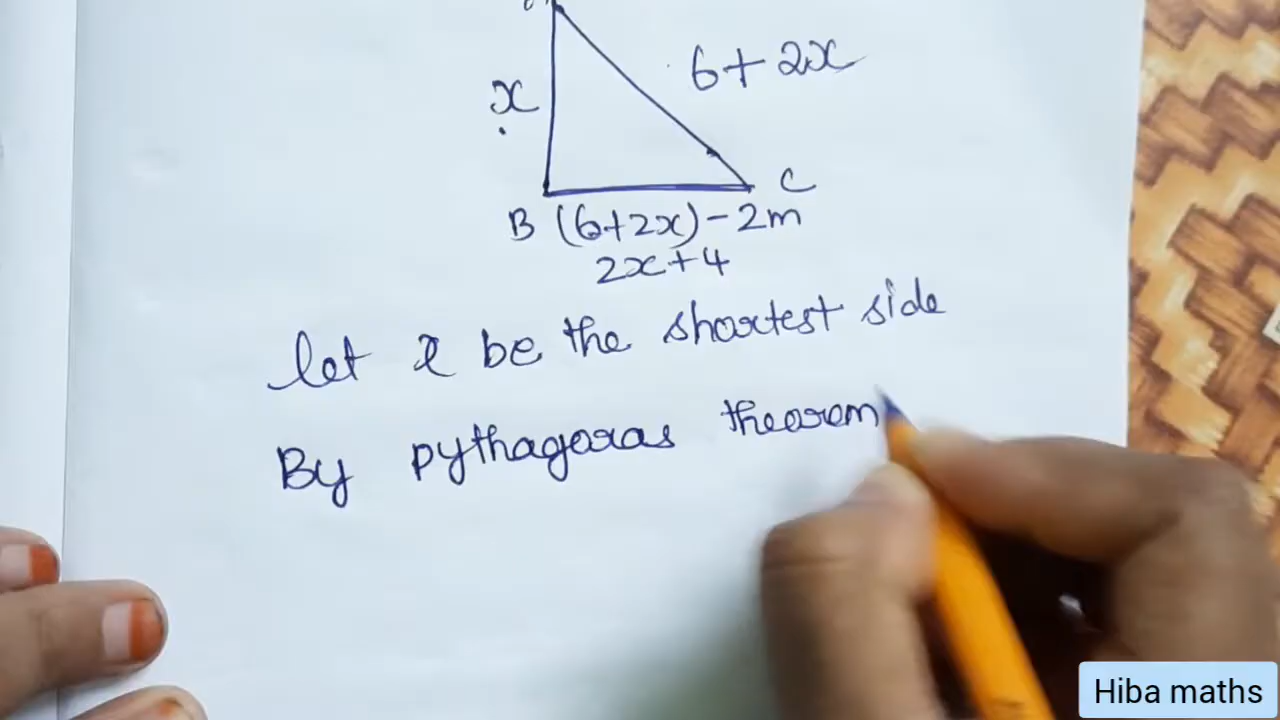 x
6+2x
C
B (6+2x)-2m
2x+4
let x be the shortest side
By pythagoras theorem
Hiba maths